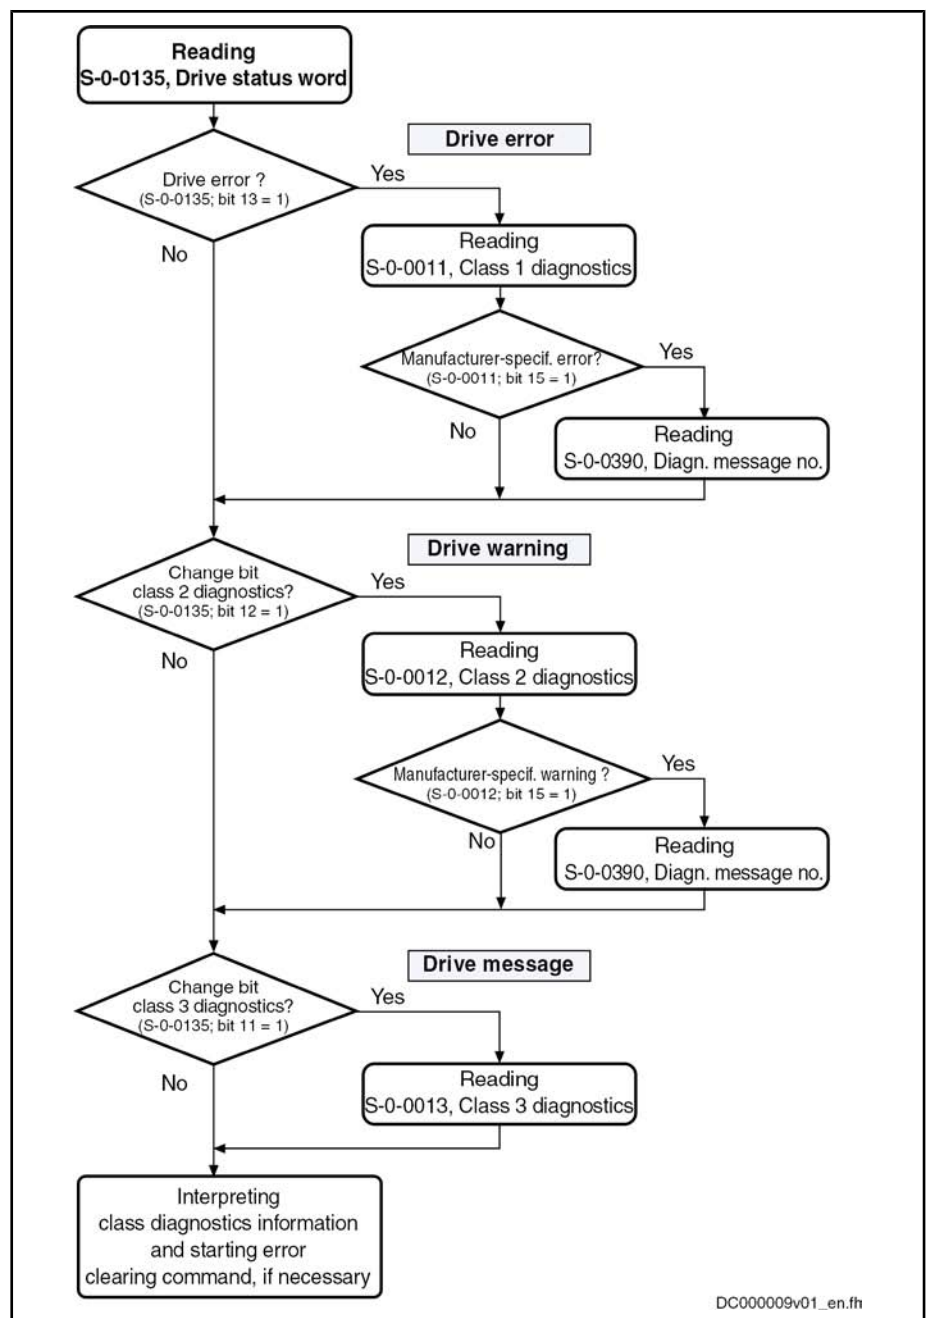 Reading
S-0-0135, Drive status word
Drive error
Drive error ?
(S-0-0135; bit 13 = 1)
Yes
No
Reading
S-0-0011, Class 1 diagnostics
Manufacturer-specif. error?
(S-0-0011; bit 15 = 1)
Yes
No
Reading
S-0-0390, Diagn. message no.
Drive warning
Change bit
class 2 diagnostics?
(S-0-0135; bit 12 = 1)
Yes
No
Reading
S-0-0012, Class 2 diagnostics
Manufacturer-specif. warning ?
(S-0-0012; bit 15 = 1)
Yes
No
Reading
S-0-0390, Diagn. message no.
Drive message
Change bit
class 3 diagnostics?
(S-0-0135; bit 11 = 1)
Yes
No
Reading
S-0-0013, Class 3 diagnostics
Interpreting
class diagnostics information
and starting error
clearing command, if necessary
DC000009v01_en.fh